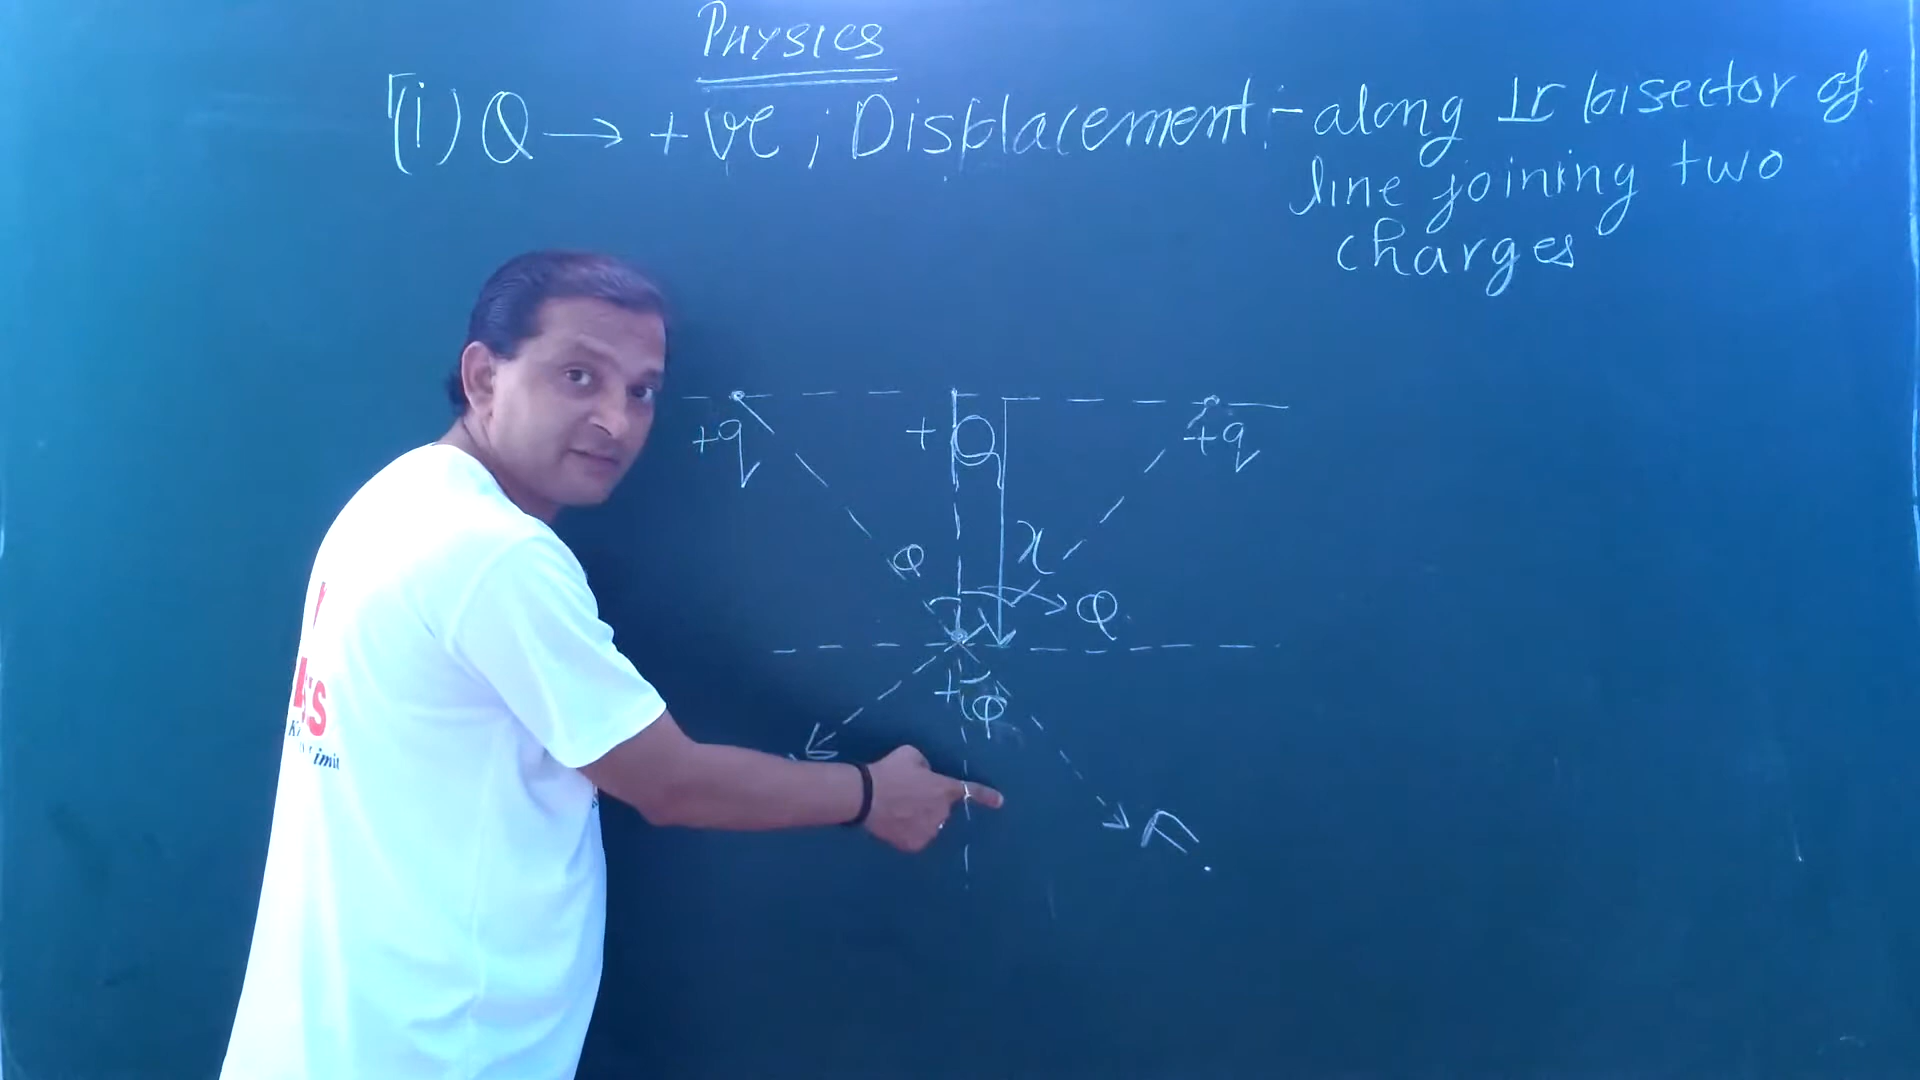 Physics
(i) Q → +ve ; Displacement :- along ⊥r bisector of
line joining two
charges
+q + Q +q
φ x
φ
+ φ